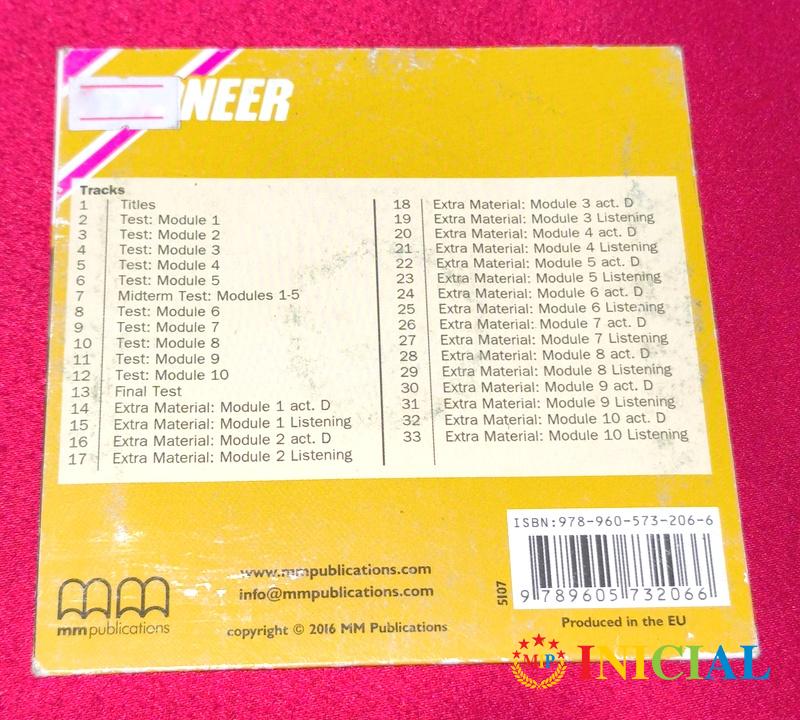 NEER
Tracks
1 Titles
2 Test: Module 1
3 Test: Module 2
4 Test: Module 3
5 Test: Module 4
6 Test: Module 5
7 Midterm Test: Modules 1-5
8 Test: Module 6
9 Test: Module 7
10 Test: Module 8
11 Test: Module 9
12 Test: Module 10
13 Final Test
14 Extra Material: Module 1 act. D
15 Extra Material: Module 1 Listening
16 Extra Material: Module 2 act. D
17 Extra Material: Module 2 Listening
18 Extra Material: Module 3 act. D
19 Extra Material: Module 3 Listening
20 Extra Material: Module 4 act. D
21 Extra Material: Module 4 Listening
22 Extra Material: Module 5 act. D
23 Extra Material: Module 5 Listening
24 Extra Material: Module 6 act. D
25 Extra Material: Module 6 Listening
26 Extra Material: Module 7 act. D
27 Extra Material: Module 7 Listening
28 Extra Material: Module 8 act. D
29 Extra Material: Module 8 Listening
30 Extra Material: Module 9 act. D
31 Extra Material: Module 9 Listening
32 Extra Material: Module 10 act. D
33 Extra Material: Module 10 Listening
ISBN:978-960-573-206-6
9 789605 732066
5107
Produced in the EU
mm publications
www.mmpublications.com
info@mmpublications.com
copyright © 2016 MM Publications
MP INICIAL